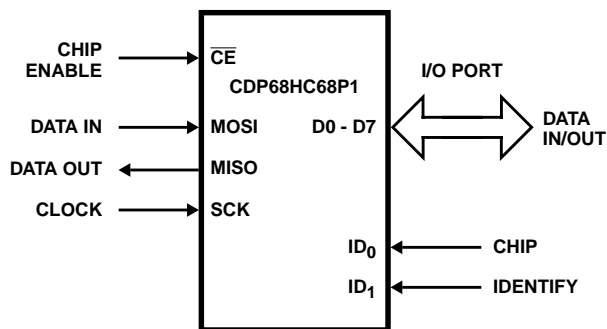 CHIP
ENABLE
CE
CDP68HC68P1
I/O PORT
DATA IN
MOSI
D0 - D7
DATA
IN/OUT
DATA OUT
MISO
CLOCK
SCK
ID0
CHIP
ID1
IDENTIFY